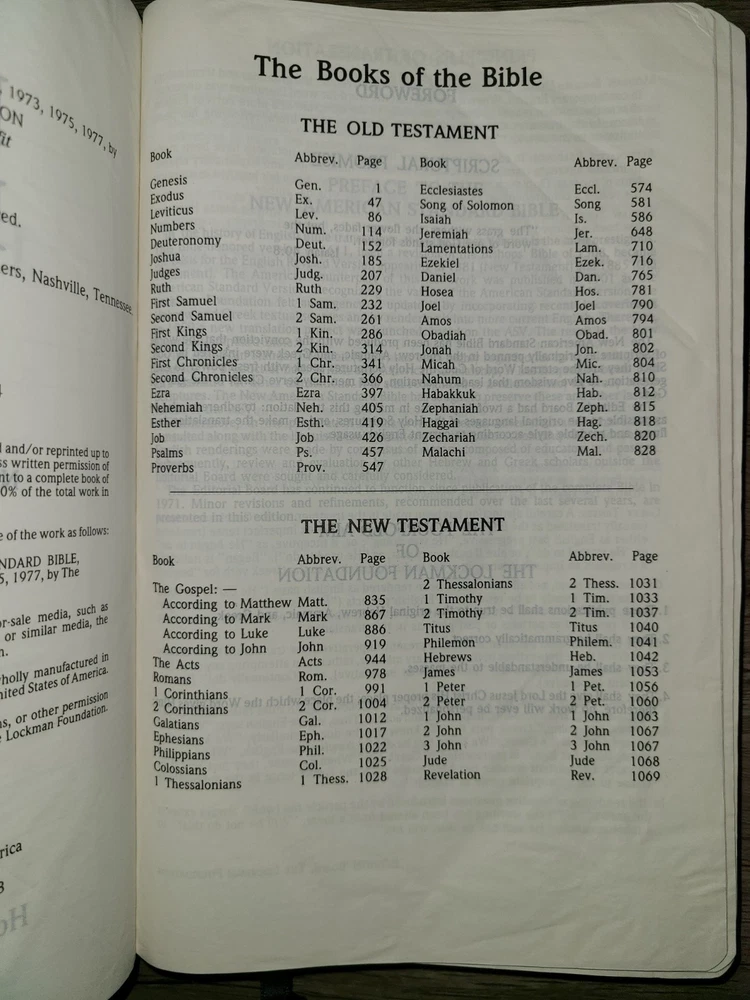 1973, 1975, 1977, by
ON
fit
ed.
ers, Nashville, Tennessee.
and/or reprinted up to
ss written permission of
nt to a complete book of
0% of the total work in
e of the work as follows:
NDARD BIBLE,
5, 1977, by The
or-sale media, such as
or similar media, the
n.
holly manufactured in
nited States of America.
ns, or other permission
e Lockman Foundation.
rica
The Books of the Bible
THE OLD TESTAMENT
Book Abbrev. Page Book Abbrev. Page
Genesis Gen. 1 Ecclesiastes Eccl. 574
Exodus Ex. 47 Song of Solomon Song 581
Leviticus Lev. 86 Isaiah Is. 586
Numbers Num. 114 Jeremiah Jer. 648
Deuteronomy Deut. 152 Lamentations Lam. 710
Joshua Josh. 185 Ezekiel Ezek. 716
Judges Judg. 207 Daniel Dan. 765
Ruth Ruth 229 Hosea Hos. 781
First Samuel 1 Sam. 232 Joel Joel 790
Second Samuel 2 Sam. 261 Amos Amos 794
First Kings 1 Kin. 286 Obadiah Obad. 801
Second Kings 2 Kin. 314 Jonah Jon. 802
First Chronicles 1 Chr. 341 Micah Mic. 804
Second Chronicles 2 Chr. 366 Nahum Nah. 810
Ezra Ezra 397 Habakkuk Hab. 812
Nehemiah Neh. 405 Zephaniah Zeph. 815
Esther Esth. 419 Haggai Hag. 818
Job Job 426 Zechariah Zech. 820
Psalms Ps. 457 Malachi Mal. 828
Proverbs Prov. 547
THE NEW TESTAMENT
Book Abbrev. Page Book Abbrev. Page
The Gospel: — 2 Thessalonians 2 Thess. 1031
According to Matthew Matt. 835 1 Timothy 1 Tim. 1033
According to Mark Mark 867 2 Timothy 2 Tim. 1037
According to Luke Luke 886 Titus Titus 1040
According to John John 919 Philemon Philem. 1041
The Acts Acts 944 Hebrews Heb. 1042
Romans Rom. 978 James James 1053
1 Corinthians 1 Cor. 991 1 Peter 1 Pet. 1056
2 Corinthians 2 Cor. 1004 2 Peter 2 Pet. 1060
Galatians Gal. 1012 1 John 1 John 1063
Ephesians Eph. 1017 2 John 2 John 1067
Philippians Phil. 1022 3 John 3 John 1067
Colossians Col. 1025 Jude Jude 1068
1 Thessalonians 1 Thess. 1028 Revelation Rev. 1069